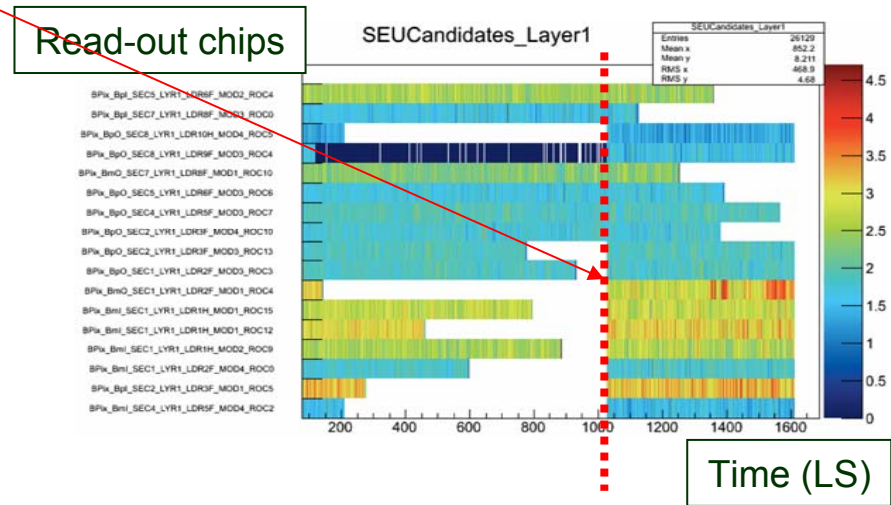 Read-out chips
SEUCandidates_Layer1
SEUCandidates_Layer1
Entries 26129
Mean x 852.2
Mean y 8.211
RMS x 468.9
RMS y 4.68
BPix_BpI_SEC5_LYR1_LDR6F_MOD2_ROC4
BPix_BpI_SEC7_LYR1_LDR8F_MOD3_ROC0
BPix_BpO_SEC8_LYR1_LDR10H_MOD4_ROC5
BPix_BpO_SEC8_LYR1_LDR9F_MOD3_ROC4
BPix_BmO_SEC7_LYR1_LDR8F_MOD1_ROC10
BPix_BpO_SEC5_LYR1_LDR6F_MOD3_ROC6
BPix_BpO_SEC4_LYR1_LDR5F_MOD3_ROC7
BPix_BpO_SEC2_LYR1_LDR3F_MOD4_ROC10
BPix_BpO_SEC2_LYR1_LDR3F_MOD3_ROC13
BPix_BpO_SEC1_LYR1_LDR2F_MOD3_ROC3
BPix_BmO_SEC1_LYR1_LDR2F_MOD1_ROC4
BPix_BmI_SEC1_LYR1_LDR1H_MOD1_ROC15
BPix_BmI_SEC1_LYR1_LDR1H_MOD1_ROC12
BPix_BmI_SEC1_LYR1_LDR1H_MOD2_ROC9
BPix_BmI_SEC1_LYR1_LDR2F_MOD4_ROC0
BPix_BpI_SEC2_LYR1_LDR3F_MOD1_ROC5
BPix_BmI_SEC4_LYR1_LDR5F_MOD4_ROC2
4.5
4
3.5
3
2.5
2
1.5
1
0.5
0
200 400 600 800 1000 1200 1400 1600
Time (LS)